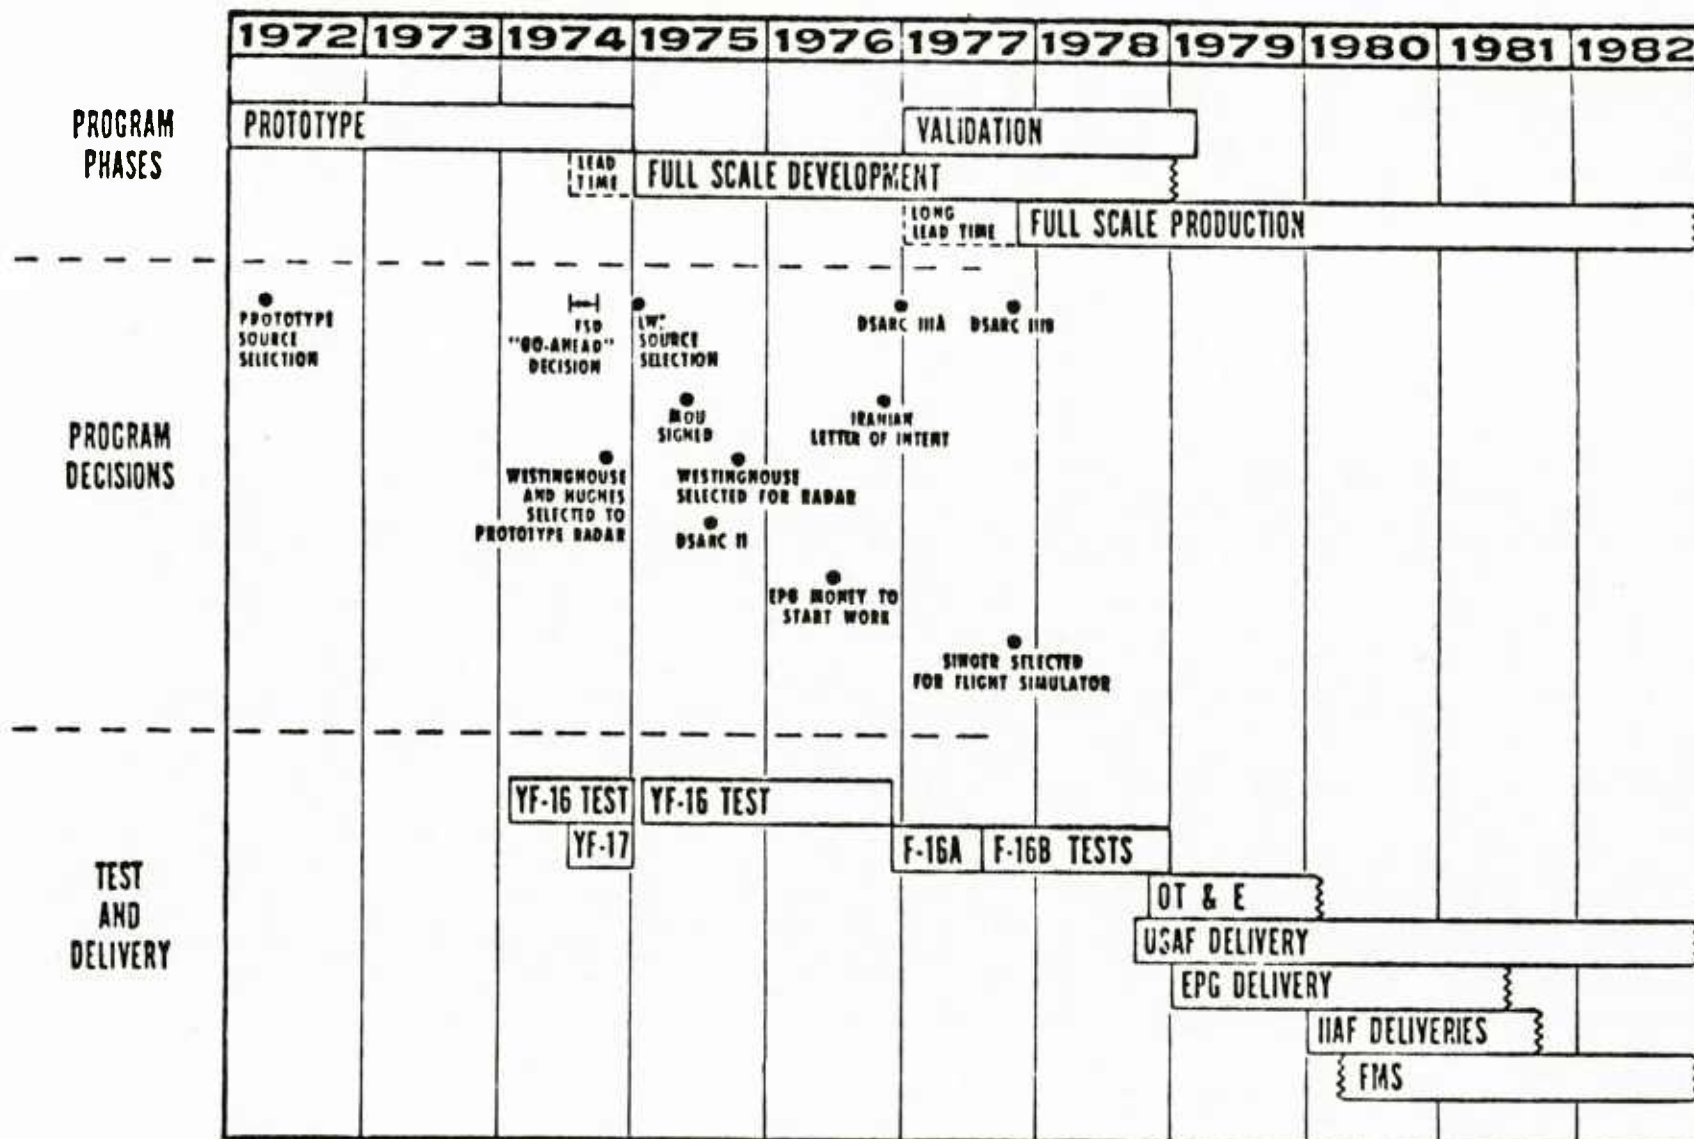 1972 1973 1974 1975 1976 1977 1978 1979 1980 1981 1982
PROGRAM
PHASES
PROTOTYPE
VALIDATION
LEAD
TIME
FULL SCALE DEVELOPMENT
LONG
LEAD TIME
FULL SCALE PRODUCTION
PROGRAM
DECISIONS
PROTOTYPE
SOURCE
SELECTION
FSD
"GO-AHEAD"
DECISION
SOURCE
SELECTION
DSARC IIIA
DSARC IIIB
MOU
SIGNED
IRANIAN
LETTER OF INTENT
WESTINGHOUSE
AND HUGHES
SELECTED TO
PROTOTYPE RADAR
WESTINGHOUSE
SELECTED FOR RADAR
DSARC II
EPG MONEY TO
START WORK
SINGER SELECTED
FOR FLIGHT SIMULATOR
TEST
AND
DELIVERY
YF-16 TEST
YF-16 TEST
YF-17
F-16A
F-16B TESTS
OT & E
USAF DELIVERY
EPG DELIVERY
IIAF DELIVERIES
FMS